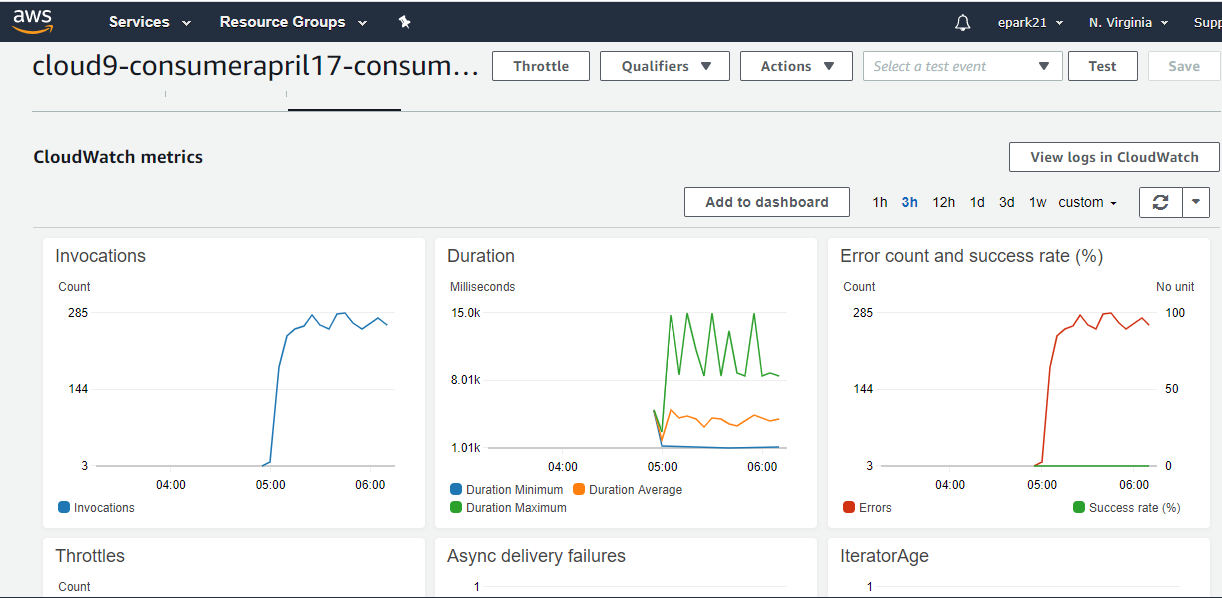 aws Services Resource Groups epark21 N. Virginia Supp
cloud9-consumerapril17-consum... Throttle Qualifiers Actions Select a test event Test Save
CloudWatch metrics View logs in CloudWatch
Add to dashboard 1h 3h 12h 1d 3d 1w custom
Invocations
Count
285
144
3
04:00 05:00 06:00
Invocations
Duration
Milliseconds
15.0k
8.01k
1.01k
04:00 05:00 06:00
Duration Minimum Duration Average
Duration Maximum
Error count and success rate (%)
Count No unit
285 100
144 50
3 0
04:00 05:00 06:00
Errors Success rate (%)
Throttles
Count
Async delivery failures
1
IteratorAge
1